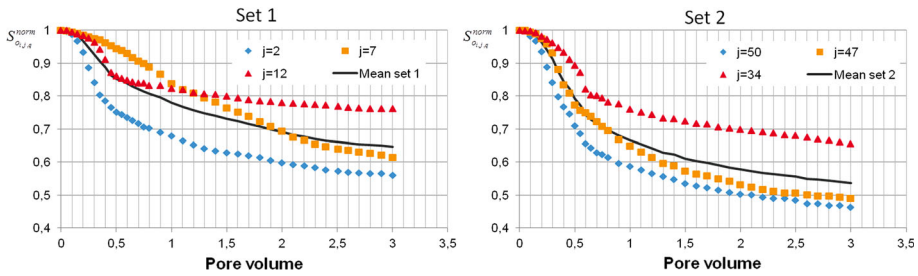 Set 1
S
norm
1
0,9
0,8
0,7
0,6
0,5
0,4
j=2
j=7
j=12
Mean set 1
0 0,5 1 1,5 2 2,5 3 3,5
Pore volume
Set 2
S
norm
1
0,9
0,8
0,7
0,6
0,5
0,4
j=50
j=47
j=34
Mean set 2
0 0,5 1 1,5 2 2,5 3 3,5
Pore volume